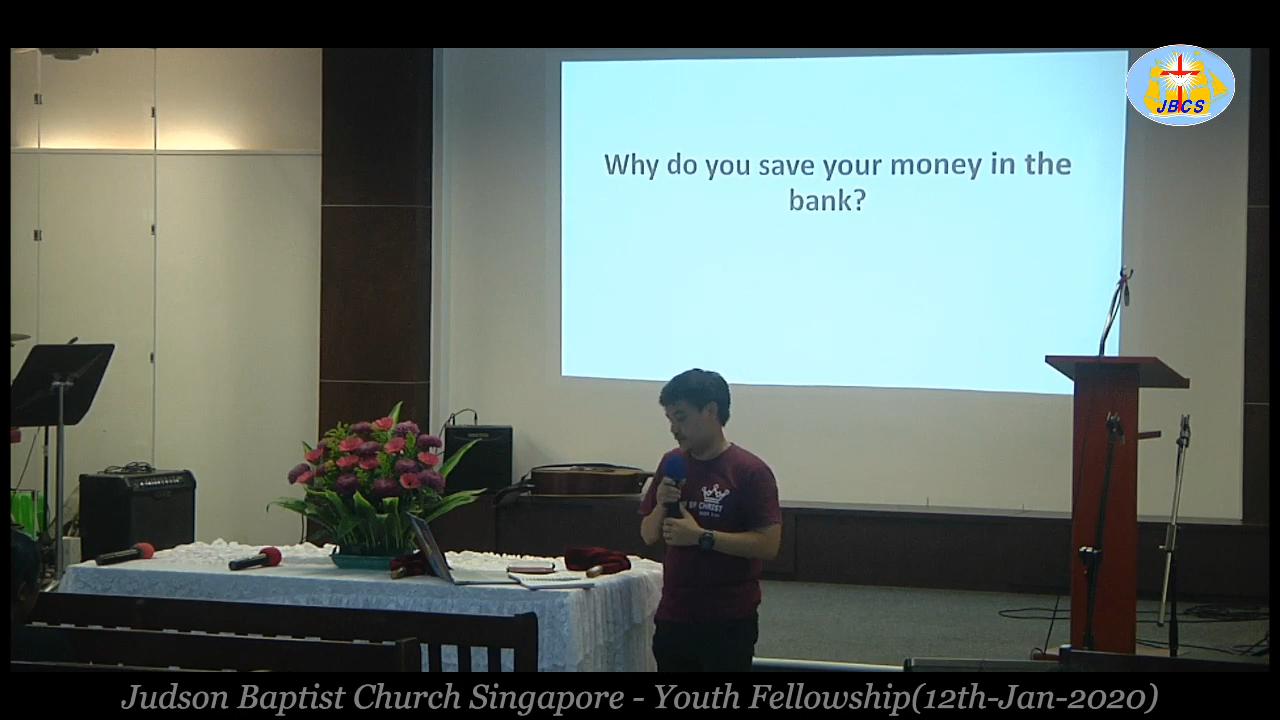 Why do you save your money in the
bank?
JBCS
CHRIST
Judson Baptist Church Singapore - Youth Fellowship(12th-Jan-2020)